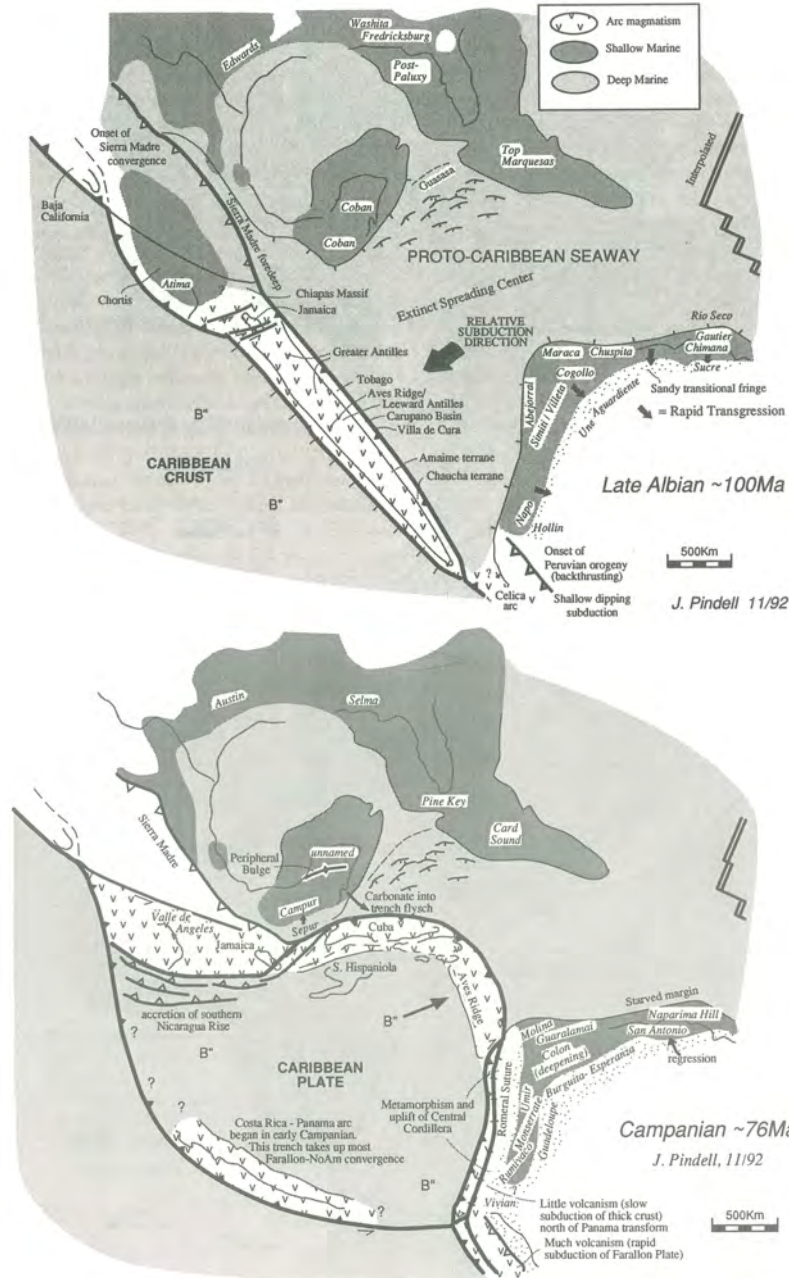 Arc magmatism
Shallow Marine
Deep Marine
Washita
Fredricksburg
Edwards
Post-
Paluxy
Top
Marquesas
Interpolated
Onset of
Sierra Madre
convergence
Baja
California
Guasasa
Coban
Coban
Sierra Madre foredeep
PROTO-CARIBBEAN SEAWAY
Chortis
Atima
Chiapas Massif
Jamaica
Extinct Spreading Center
RELATIVE
SUBDUCTION
DIRECTION
Greater Antilles
Tobago
Aves Ridge/
Leeward Antilles
Carupano Basin
Villa de Cura
Amaime terrane
Chaucha terrane
B"
CARIBBEAN
CRUST
B"
Rio Seco
Gautier
Chimana
Maraca
Chuspita
Cogollo
Sucre
Abejorral
Simiti / Villeta
Une Aguardiente
Sandy transitional fringe
= Rapid Transgression
Napo
Hollin
Late Albian ~100Ma
Onset of
Peruvian orogeny
(backthrusting)
500Km
? ?
Celica
arc
Shallow dipping
subduction
J. Pindell 11/92
Austin
Selma
Pine Key
Card
Sound
Sierra Madre
Peripheral
Bulge
unnamed
Campur
Sepur
Carbonate into
trench flysch
Valle de
Angeles
Jamaica
Cuba
S. Hispaniola
Aves Ridge
accretion of southern
Nicaragua Rise
B"
?
B"
CARIBBEAN
PLATE
Starved margin
Naparima Hill
San Antonio
regression
Molina
Guaralamai
Colon
(deepening)
Burguita- Esperanza
Romeral Suture
Umir
Monserrate
Guadeloupe
Rumiyaco
Metamorphism and
uplift of Central
Cordillera
?
?
Costa Rica - Panama arc
began in early Campanian.
This trench takes up most
Farallon-NoAm convergence
B"
?
Campanian ~76Ma
J. Pindell, 11/92
Vivian
Little volcanism (slow
subduction of thick crust)
north of Panama transform
Much volcanism (rapid
subduction of Farallon Plate)
500Km